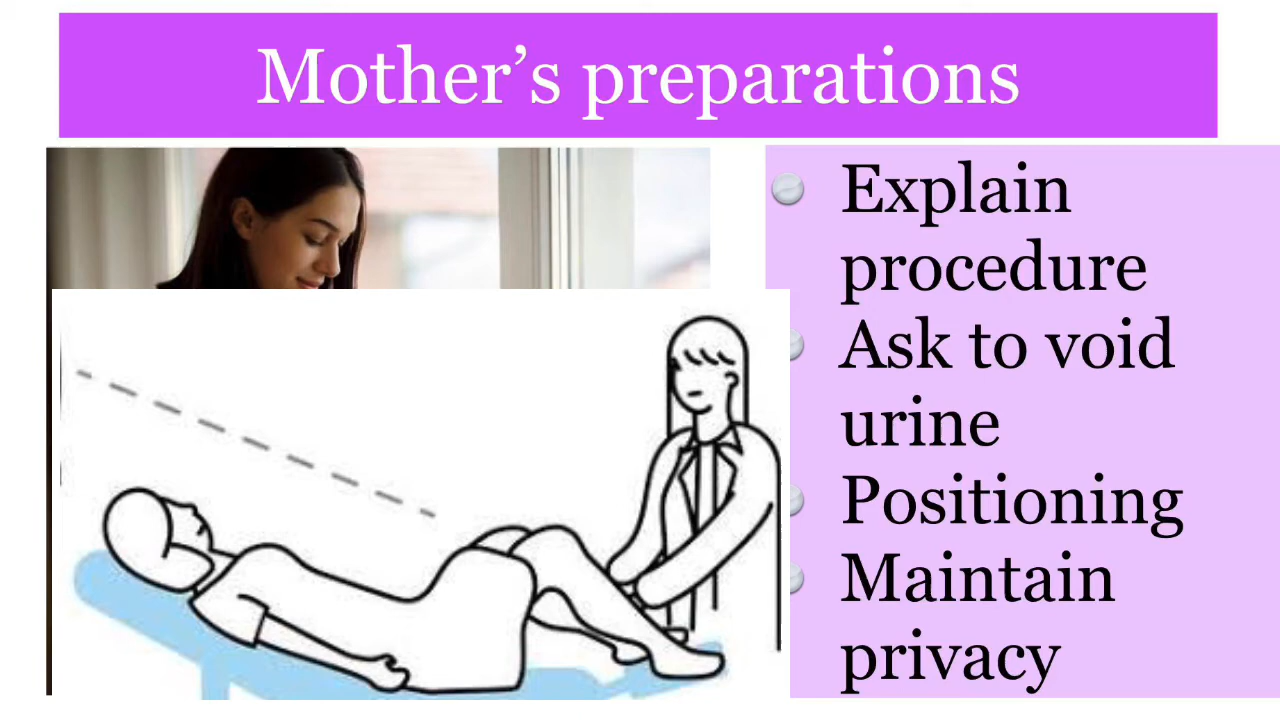 Mother’s preparations
Explain
procedure
Ask to void
urine
Positioning
Maintain
privacy